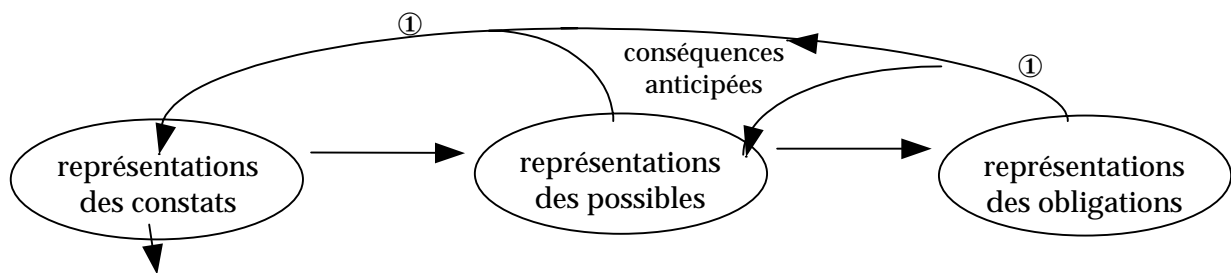 ①
conséquences
anticipées
①
représentations
des constats
représentations
des possibles
représentations
des obligations